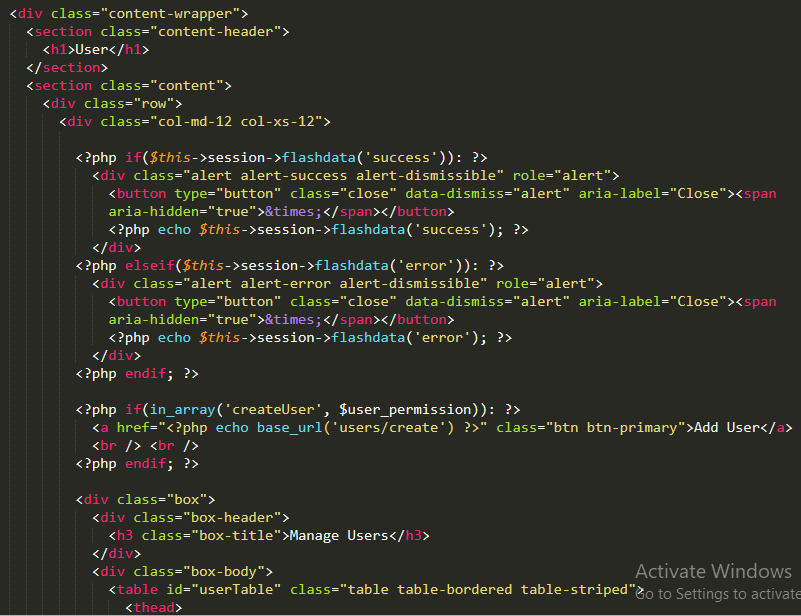 <div class="content-wrapper">
<section class="content-header">
<h1>User</h1>
</section>
<section class="content">
<div class="row">
<div class="col-md-12 col-xs-12">
<?php if($this->session->flashdata('success')): ?>
<div class="alert alert-success alert-dismissible" role="alert">
<button type="button" class="close" data-dismiss="alert" aria-label="Close"><span
aria-hidden="true">&times;</span></button>
<?php echo $this->session->flashdata('success'); ?>
</div>
<?php elseif($this->session->flashdata('error')): ?>
<div class="alert alert-error alert-dismissible" role="alert">
<button type="button" class="close" data-dismiss="alert" aria-label="Close"><span
aria-hidden="true">&times;</span></button>
<?php echo $this->session->flashdata('error'); ?>
</div>
<?php endif; ?>
<?php if(in_array('createUser', $user_permission)): ?>
<a href="<?php echo base_url('users/create') ?>" class="btn btn-primary">Add User</a>
<br /> <br />
<?php endif; ?>
<div class="box">
<div class="box-header">
<h3 class="box-title">Manage Users</h3>
</div>
<div class="box-body">
<table id="userTable" class="table table-bordered table-striped">
<thead>
Activate Windows
Go to Settings to activate